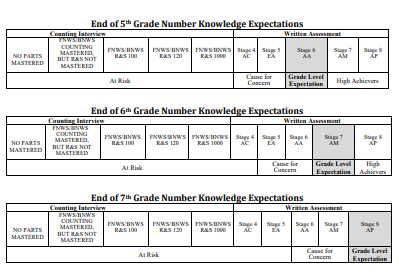 End of 5th Grade Number Knowledge Expectations
Counting Interview Written Assessment
NO PARTS MASTERED FNWS/BNWS COUNTING MASTERED, BUT R&S NOT MASTERED FNWS/BNWS R&S 100 FNWS/BNWS R&S 120 FNWS/BNWS R&S 1000 Stage 4 AC Stage 5 EA Stage 6 AA Stage 7 AM Stage 8 AP
At Risk Cause for Concern Grade Level Expectation High Achievers
End of 6th Grade Number Knowledge Expectations
Counting Interview Written Assessment
NO PARTS MASTERED FNWS/BNWS COUNTING MASTERED, BUT R&S NOT MASTERED FNWS/BNWS R&S 100 FNWS/BNWS R&S 120 FNWS/BNWS R&S 1000 Stage 4 AC Stage 5 EA Stage 6 AA Stage 7 AM Stage 8 AP
At Risk Cause for Concern Grade Level Expectation High Achievers
End of 7th Grade Number Knowledge Expectations
Counting Interview Written Assessment
NO PARTS MASTERED FNWS/BNWS COUNTING MASTERED, BUT R&S NOT MASTERED FNWS/BNWS R&S 100 FNWS/BNWS R&S 120 FNWS/BNWS R&S 1000 Stage 4 AC Stage 5 EA Stage 6 AA Stage 7 AM Stage 8 AP
At Risk Cause for Concern Grade Level Expectation